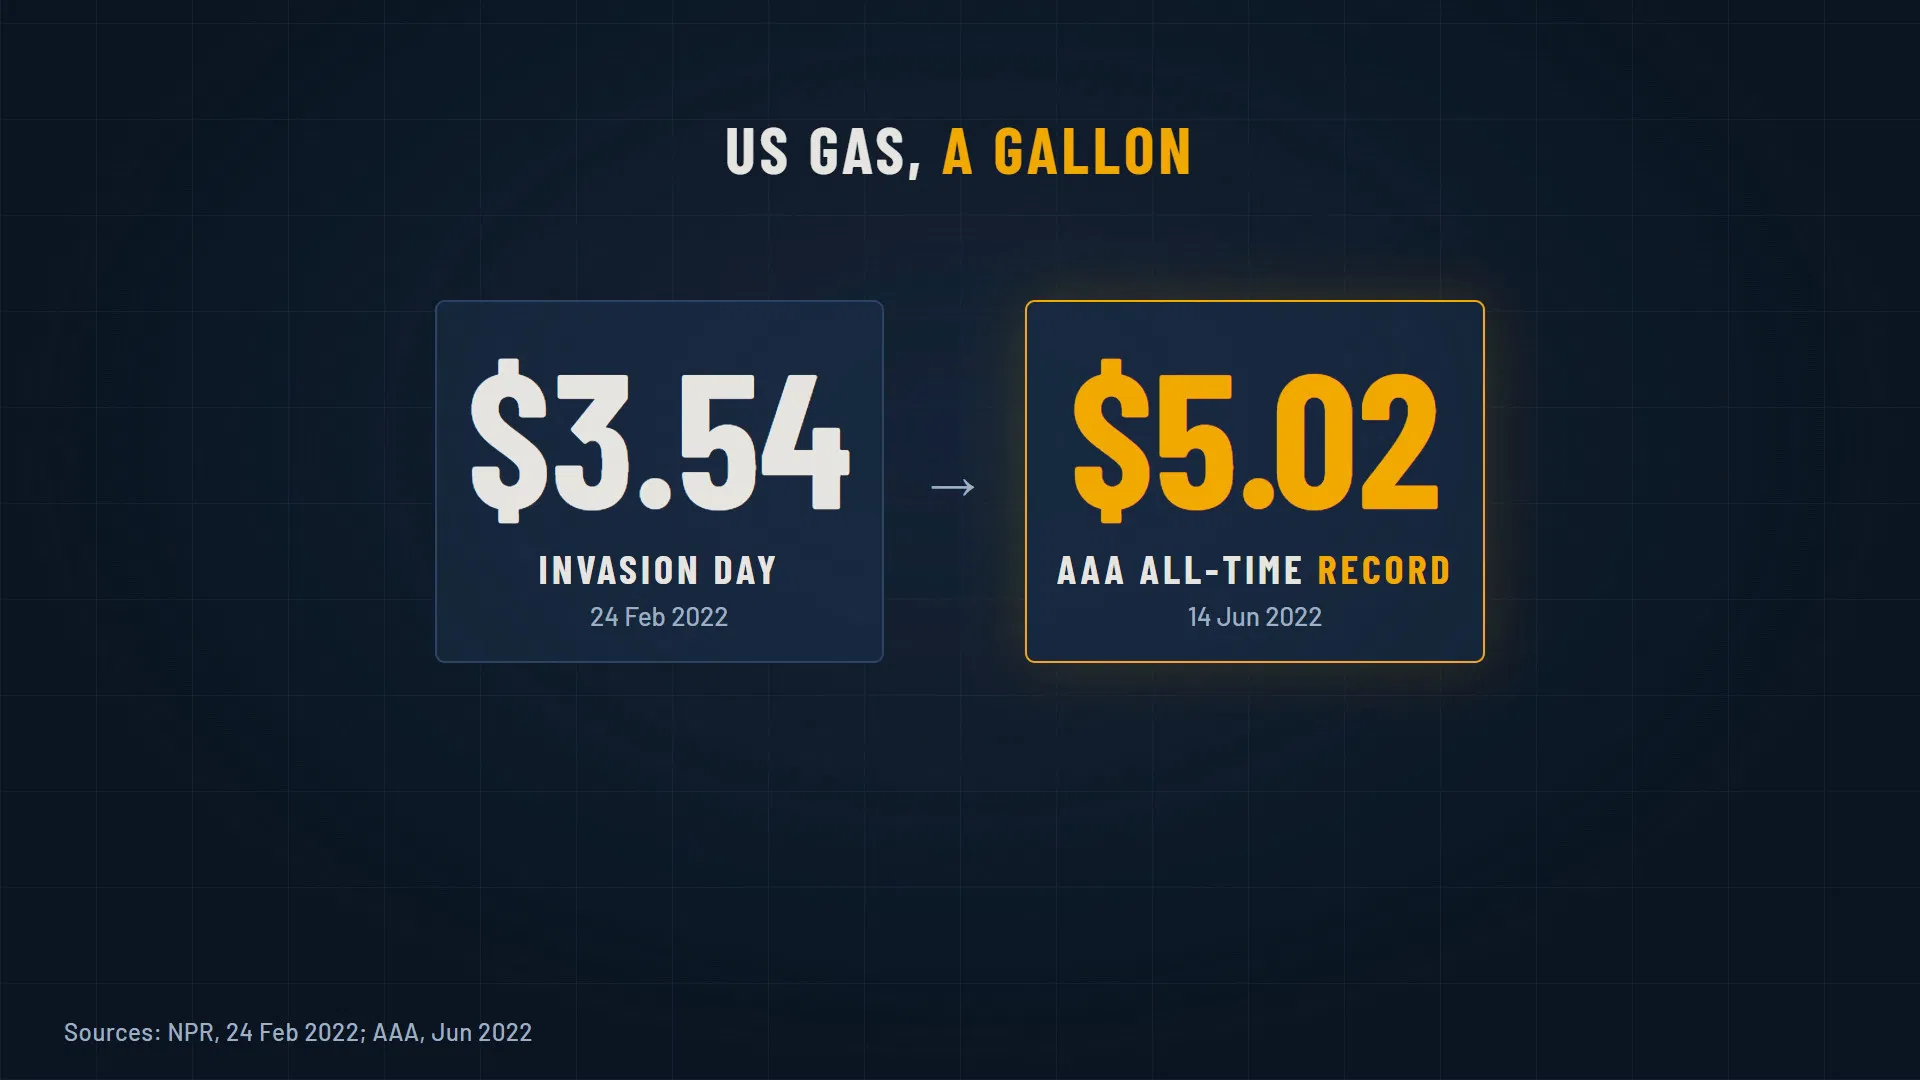 US GAS, A GALLON
$3.54
INVASION DAY
24 Feb 2022
→
$5.02
AAA ALL-TIME RECORD
14 Jun 2022
Sources: NPR, 24 Feb 2022; AAA, Jun 2022